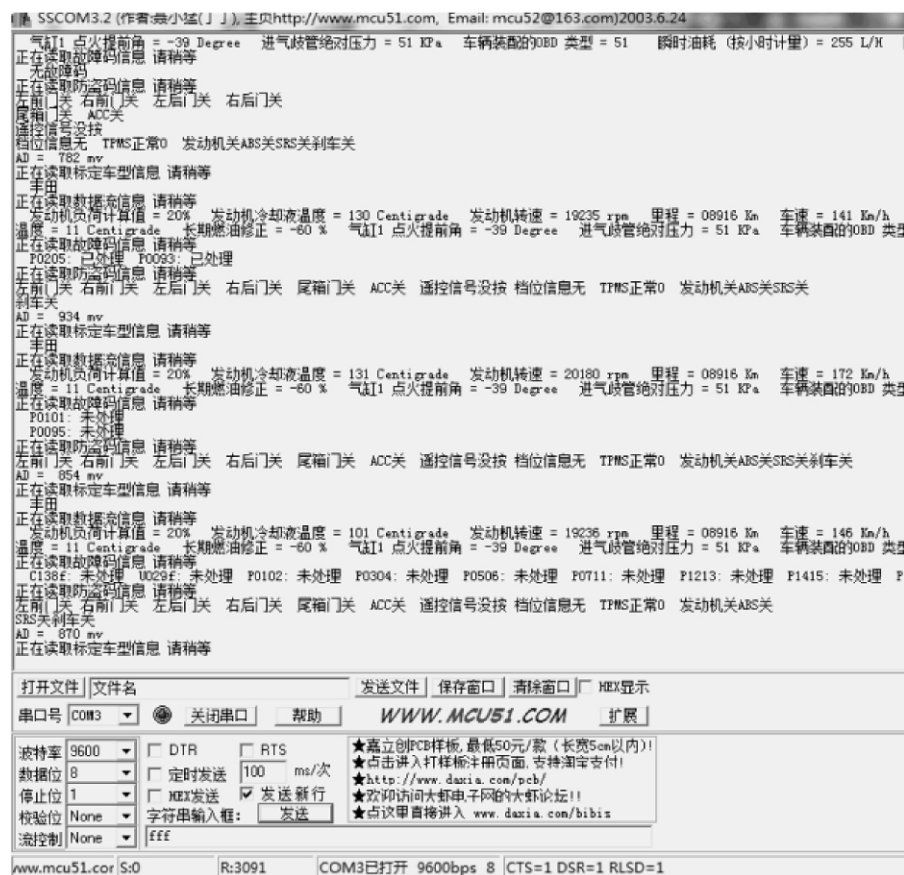 SSCOM3.2 (作者:聂小猛(丁丁), 主页http://www.mcu51.com, Email: mcu52@163.com)2003.6.24
气缸1 点火提前角 = -39 Degree 进气歧管绝对压力 = 51 KPa 车辆装配的OBD 类型 = 51 瞬时油耗 (按小时计量) = 255 L/H
正在读取故障码信息 请稍等
无故障码
正在读取防盗码信息 请稍等
左前门关 右前门关 左后门关 右后门关
尾箱门关 ACC关
遥控信号没按
档位信息无 TPMS正常0 发动机关ABS关SRS关刹车关
AD = 782 mv
正在读取标定车型信息 请稍等
丰田
正在读取数据流信息 请稍等
发动机负荷计算值 = 20% 发动机冷却液温度 = 130 Centigrade 发动机转速 = 19235 rpm 里程 = 08916 Km 车速 = 141 Km/h
温度 = 11 Centigrade 长期燃油修正 = -60 % 气缸1 点火提前角 = -39 Degree 进气歧管绝对压力 = 51 KPa 车辆装配的OBD 类型
正在读取故障码信息 请稍等
P0205: 已处理 P0093: 已处理
正在读取防盗码信息 请稍等
左前门关 右前门关 左后门关 右后门关 尾箱门关 ACC关 遥控信号没按 档位信息无 TPMS正常0 发动机关ABS关SRS关
刹车关
AD = 934 mv
正在读取标定车型信息 请稍等
丰田
正在读取数据流信息 请稍等
发动机负荷计算值 = 20% 发动机冷却液温度 = 131 Centigrade 发动机转速 = 20180 rpm 里程 = 08916 Km 车速 = 172 Km/h
温度 = 11 Centigrade 长期燃油修正 = -60 % 气缸1 点火提前角 = -39 Degree 进气歧管绝对压力 = 51 KPa 车辆装配的OBD 类型
正在读取故障码信息 请稍等
P0101: 未处理
P0095: 未处理
正在读取防盗码信息 请稍等
左前门关 右前门关 左后门关 右后门关 尾箱门关 ACC关 遥控信号没按 档位信息无 TPMS正常0 发动机关ABS关SRS关刹车关
AD = 854 mv
正在读取标定车型信息 请稍等
丰田
正在读取数据流信息 请稍等
发动机负荷计算值 = 20% 发动机冷却液温度 = 101 Centigrade 发动机转速 = 19236 rpm 里程 = 08916 Km 车速 = 146 Km/h
温度 = 11 Centigrade 长期燃油修正 = -60 % 气缸1 点火提前角 = -39 Degree 进气歧管绝对压力 = 51 KPa 车辆装配的OBD 类型
正在读取故障码信息 请稍等
C138f: 未处理 U029f: 未处理 P0102: 未处理 P0304: 未处理 P0506: 未处理 P0711: 未处理 P1213: 未处理 P1415: 未处理 P
正在读取防盗码信息 请稍等
左前门关 右前门关 左后门关 右后门关 尾箱门关 ACC关 遥控信号没按 档位信息无 TPMS正常0 发动机关ABS关
SRS关刹车关
AD = 870 mv
正在读取标定车型信息 请稍等
打开文件 文件名 发送文件 保存窗口 清除窗口 HEX显示
串口号 COM3 关闭串口 帮助 WWW.MCU51.COM 扩展
波特率 9600 DTR RTS
数据位 8 定时发送 100 ms/次
停止位 1 HEX发送 发送新行
校验位 None 字符串输入框: 发送
流控制 None fff
★嘉立创PCB样板,最低50元/款（长宽5cm以内）!
★点击进入打样板注册页面,支持淘宝支付!
★http://www.daxia.com/pcb/
★欢迎访问大虾电子网的大虾论坛!!
★点这里直接进入 www.daxia.com/bibis
www.mcu51.cor S:0 R:3091 COM3已打开 9600bps 8 CTS=1 DSR=1 RLSD=1